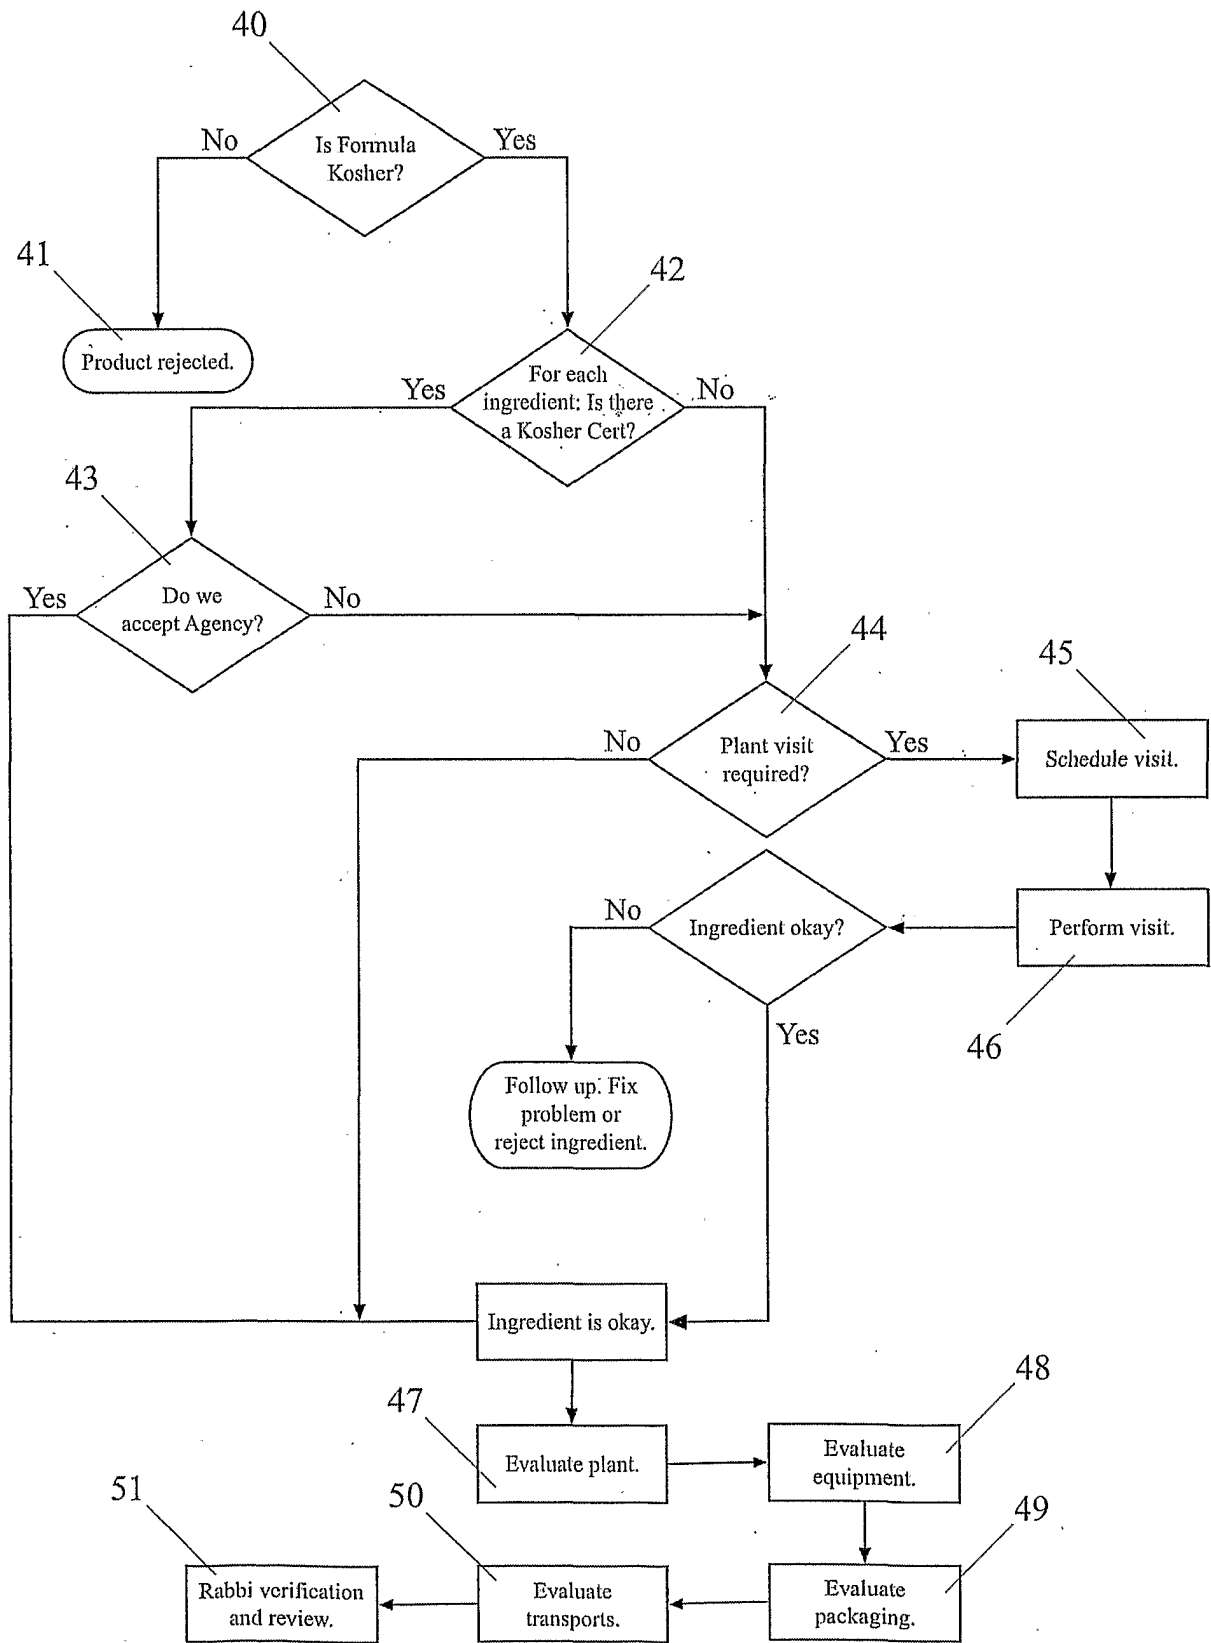 40
No
Yes
Is Formula
Kosher?
41
42
Product rejected.
Yes
For each
ingredient: Is there
a Kosher Cert?
No
43
Yes
Do we
accept Agency?
No
44
45
No
Plant visit
required?
Yes
Schedule visit.
No
Ingredient okay?
Perform visit.
Yes
46
Follow up: Fix
problem or
reject ingredient.
Ingredient is okay.
47
48
Evaluate plant.
Evaluate
equipment.
51
50
49
Rabbi verification
and review.
Evaluate
transports.
Evaluate
packaging.